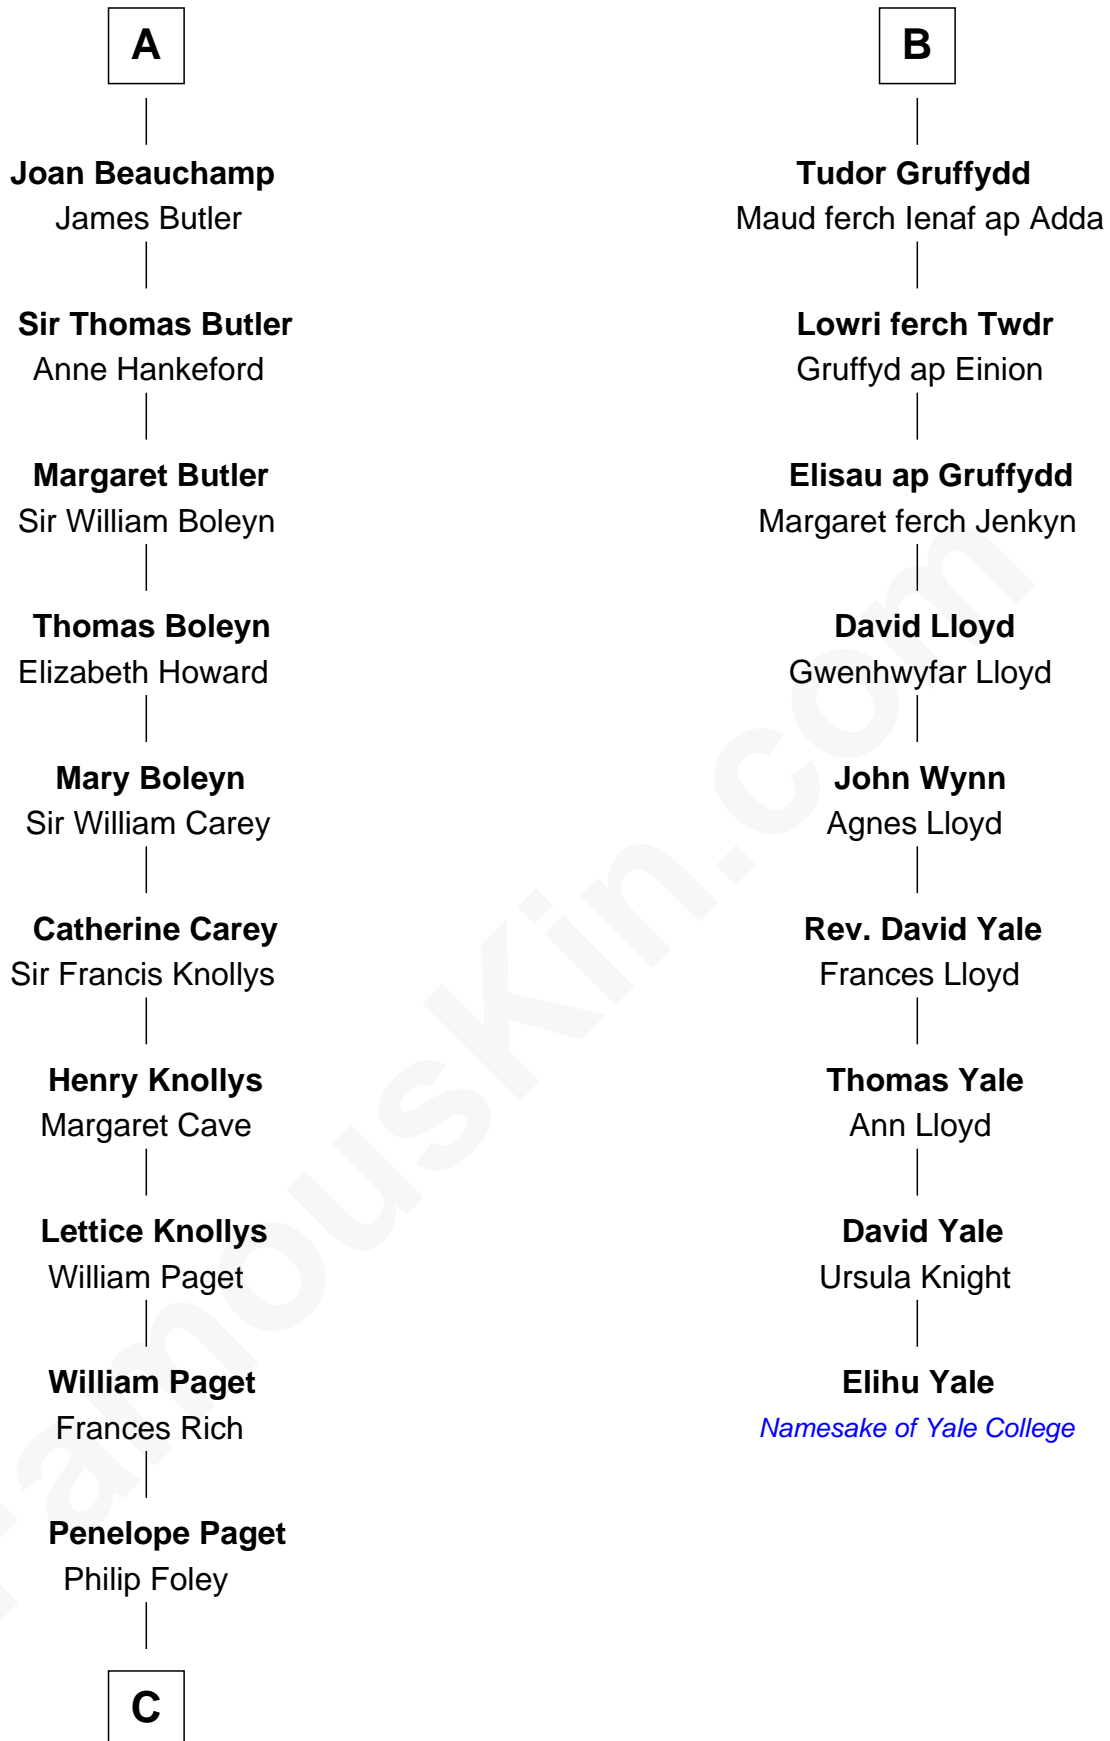 A
Joan Beauchamp
James Butler
Sir Thomas Butler
Anne Hankeford
Margaret Butler
Sir William Boleyn
Thomas Boleyn
Elizabeth Howard
Mary Boleyn
Sir William Carey
Catherine Carey
Sir Francis Knollys
Henry Knollys
Margaret Cave
Lettice Knollys
William Paget
William Paget
Frances Rich
Penelope Paget
Philip Foley
C
B
Tudor Gruffydd
Maud ferch Ienaf ap Adda
Lowri ferch Twdr
Gruffyd ap Einion
Elisau ap Gruffydd
Margaret ferch Jenkyn
David Lloyd
Gwenhwyfar Lloyd
John Wynn
Agnes Lloyd
Rev. David Yale
Frances Lloyd
Thomas Yale
Ann Lloyd
David Yale
Ursula Knight
Elihu Yale
Namesake of Yale College
FamousKin.com